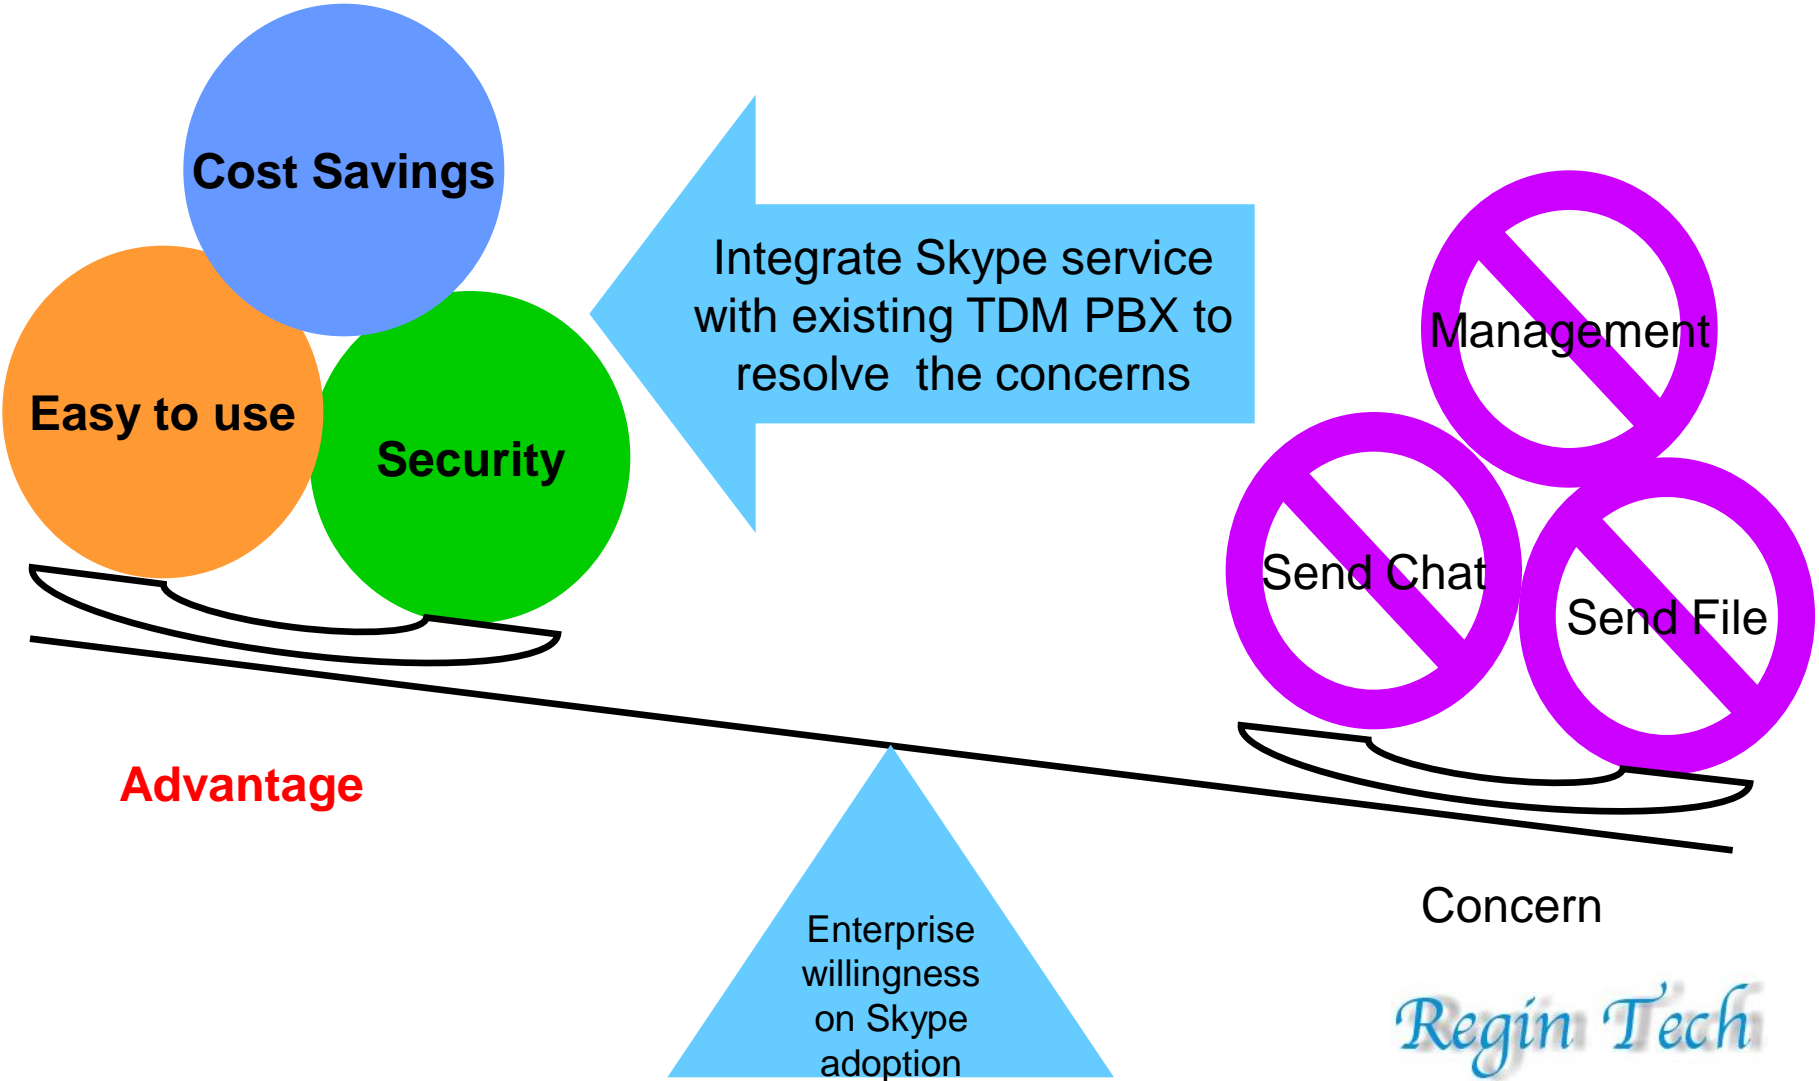 Cost Savings
Easy to use
Security
Integrate Skype service
with existing TDM PBX to
resolve  the concerns
Management
Send Chat
Send File
Advantage
Concern
Enterprise
willingness
on Skype
adoption
Regin Tech